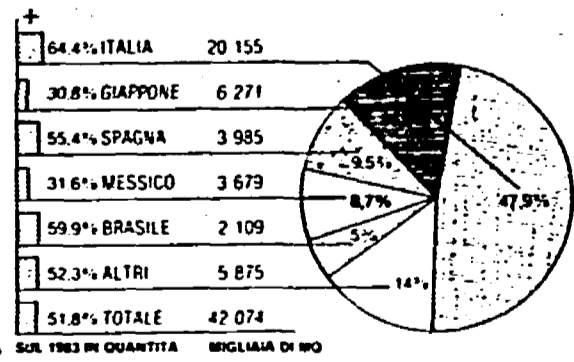 +
64.4% ITALIA 20 155
30.8% GIAPPONE 6 271
55.4% SPAGNA 3 985
31.6% MESSICO 3 679
59.9% BRASILE 2 109
52.3% ALTRI 5 875
51.8% TOTALE 42 074
SUL 1983 IN QUANTITA MIGLIAIA DI MQ
9.5%
8,7%
47,9%
5%
14%